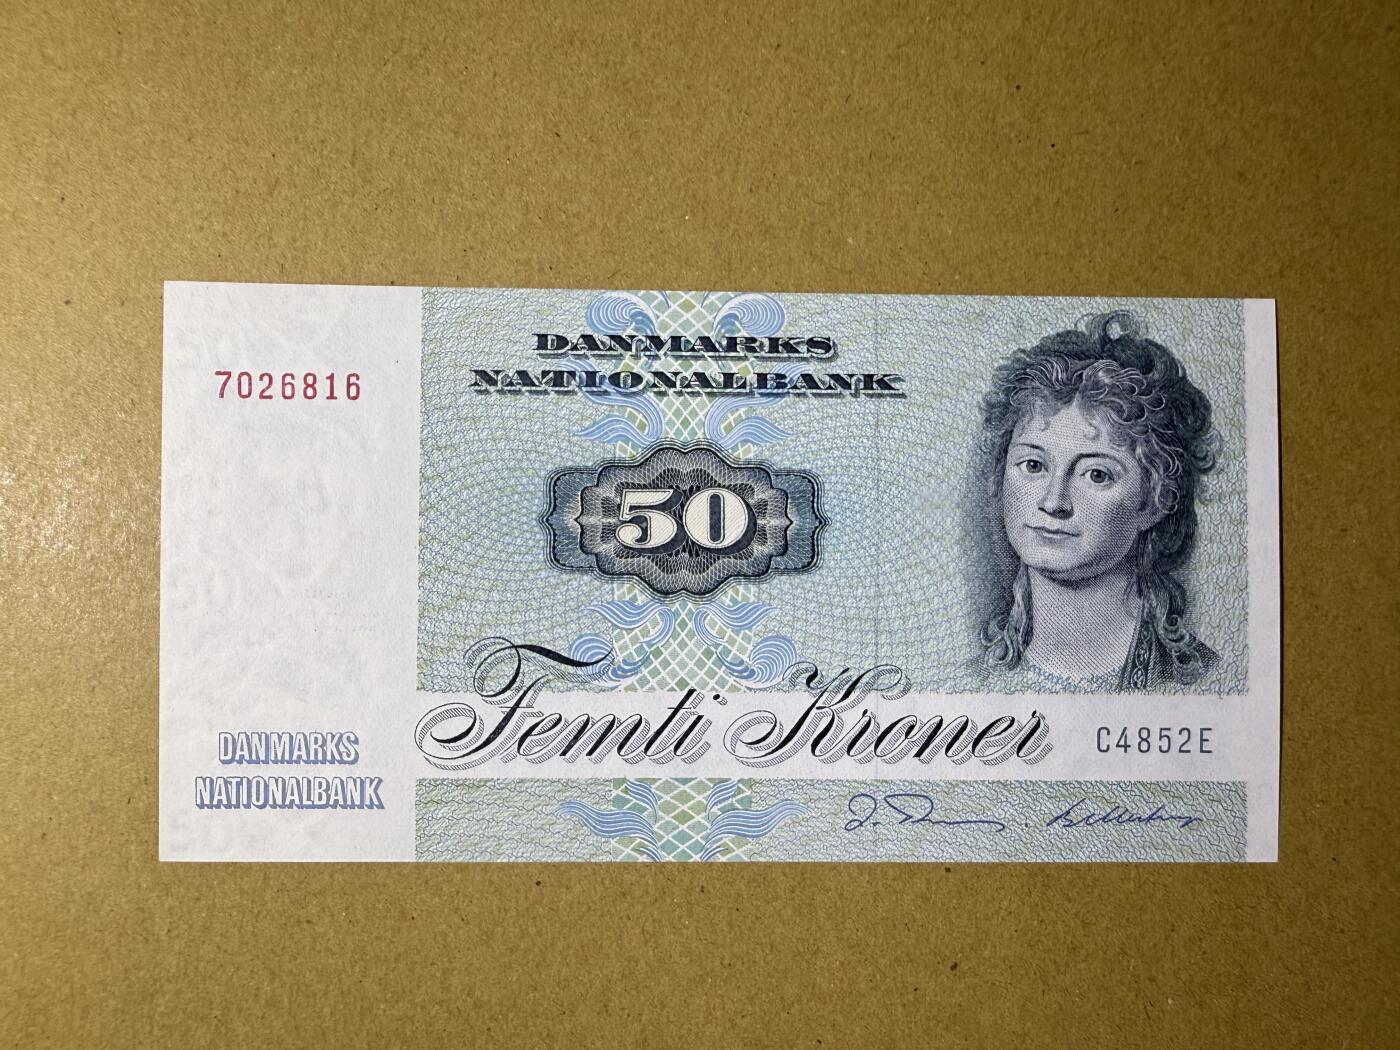 DANMARKS
NATIONALBANK
7026816
50
Femti Kroner
C4852E
DANMARKS
NATIONALBANK